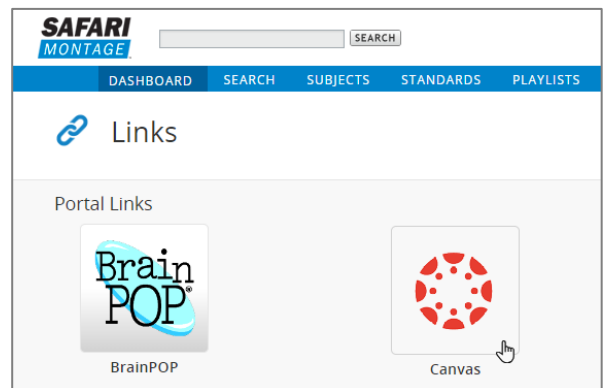 SAFARI
MONTAGE
SEARCH
DASHBOARD SEARCH SUBJECTS STANDARDS PLAYLISTS
Links
Portal Links
Brain
POP®
BrainPOP
Canvas